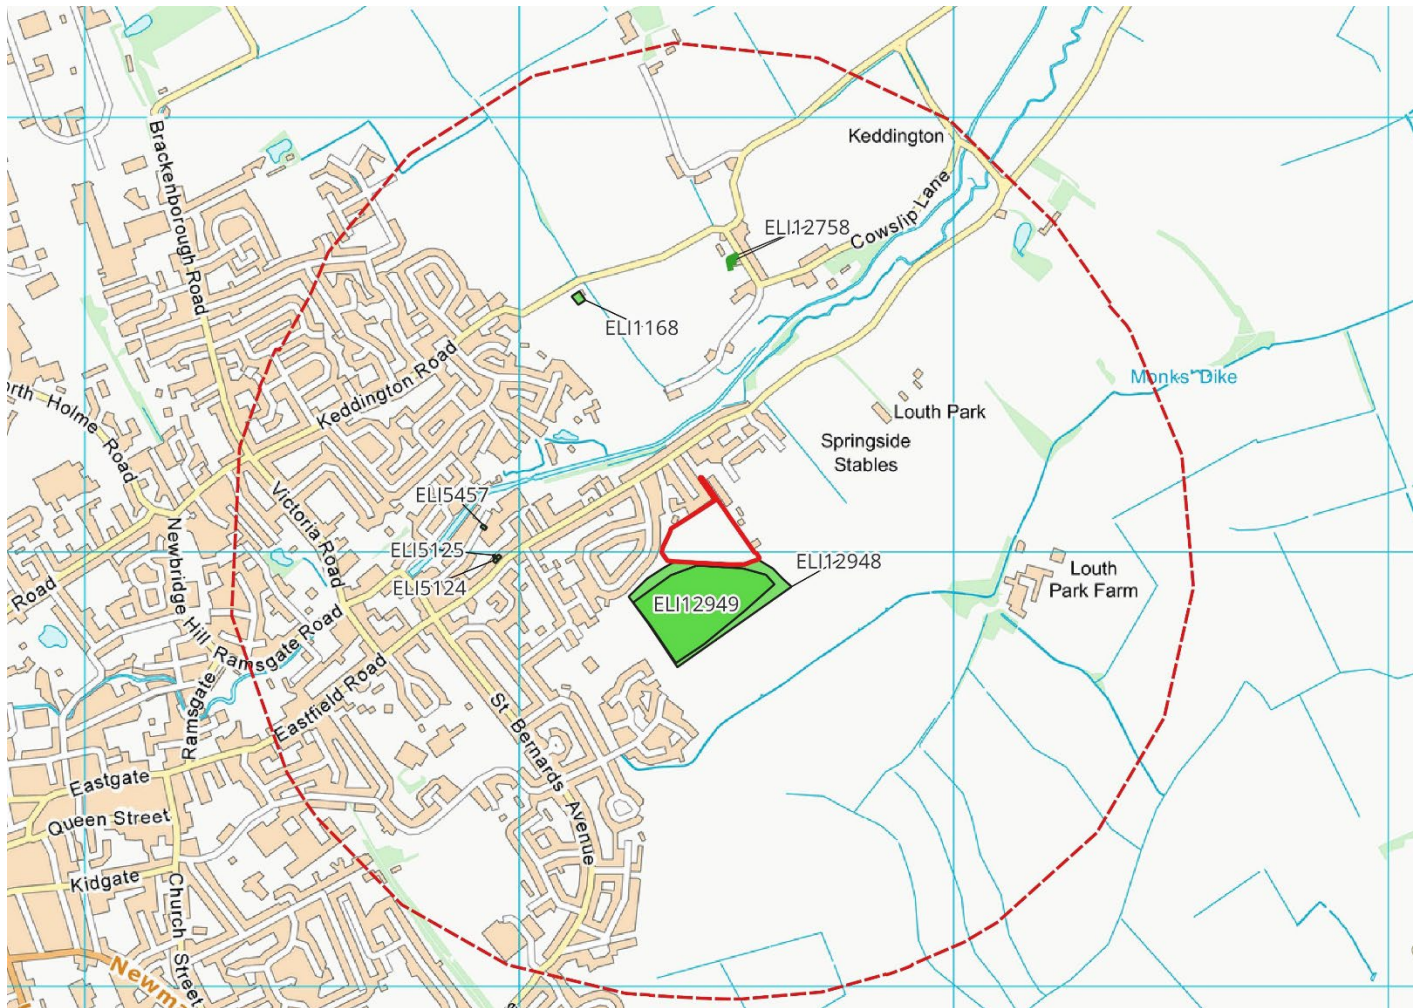 Keddington
Brackenborough Road
Cowslip Lane
ELI12758
ELI1168
Keddington Road
Monks' Dike
orth Holme Road
Louth Park
Springside
Stables
Victoria Road
ELI5457
ELI5125
ELI5124
Newbridge Hill
Road
ELI12948
ELI12949
Louth
Park Farm
Ramsgate Road
Ramsgate
Eastfield Road
St Bernards Avenue
Eastgate
Queen Street
Kidgate
Church Street
Newm